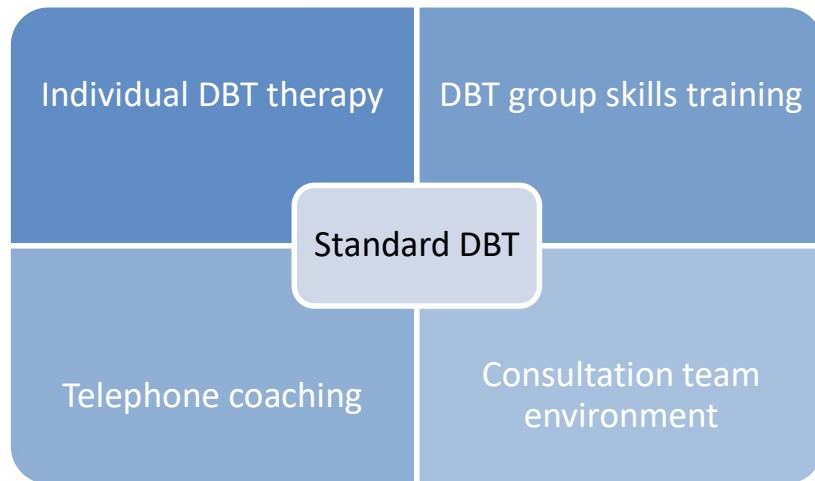 Individual DBT therapy
DBT group skills training
Standard DBT
Telephone coaching
Consultation team
environment